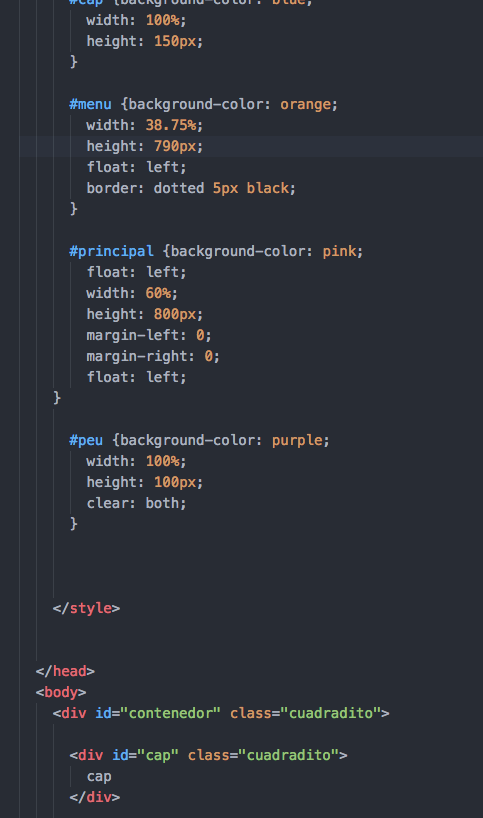 #cap {background-color: blue;
width: 100%;
height: 150px;
}
#menu {background-color: orange;
width: 38.75%;
height: 790px;
float: left;
border: dotted 5px black;
}
#principal {background-color: pink;
float: left;
width: 60%;
height: 800px;
margin-left: 0;
margin-right: 0;
float: left;
}
#peu {background-color: purple;
width: 100%;
height: 100px;
clear: both;
}
</style>
</head>
<body>
<div id="contenedor" class="cuadradito">
<div id="cap" class="cuadradito">
cap
</div>